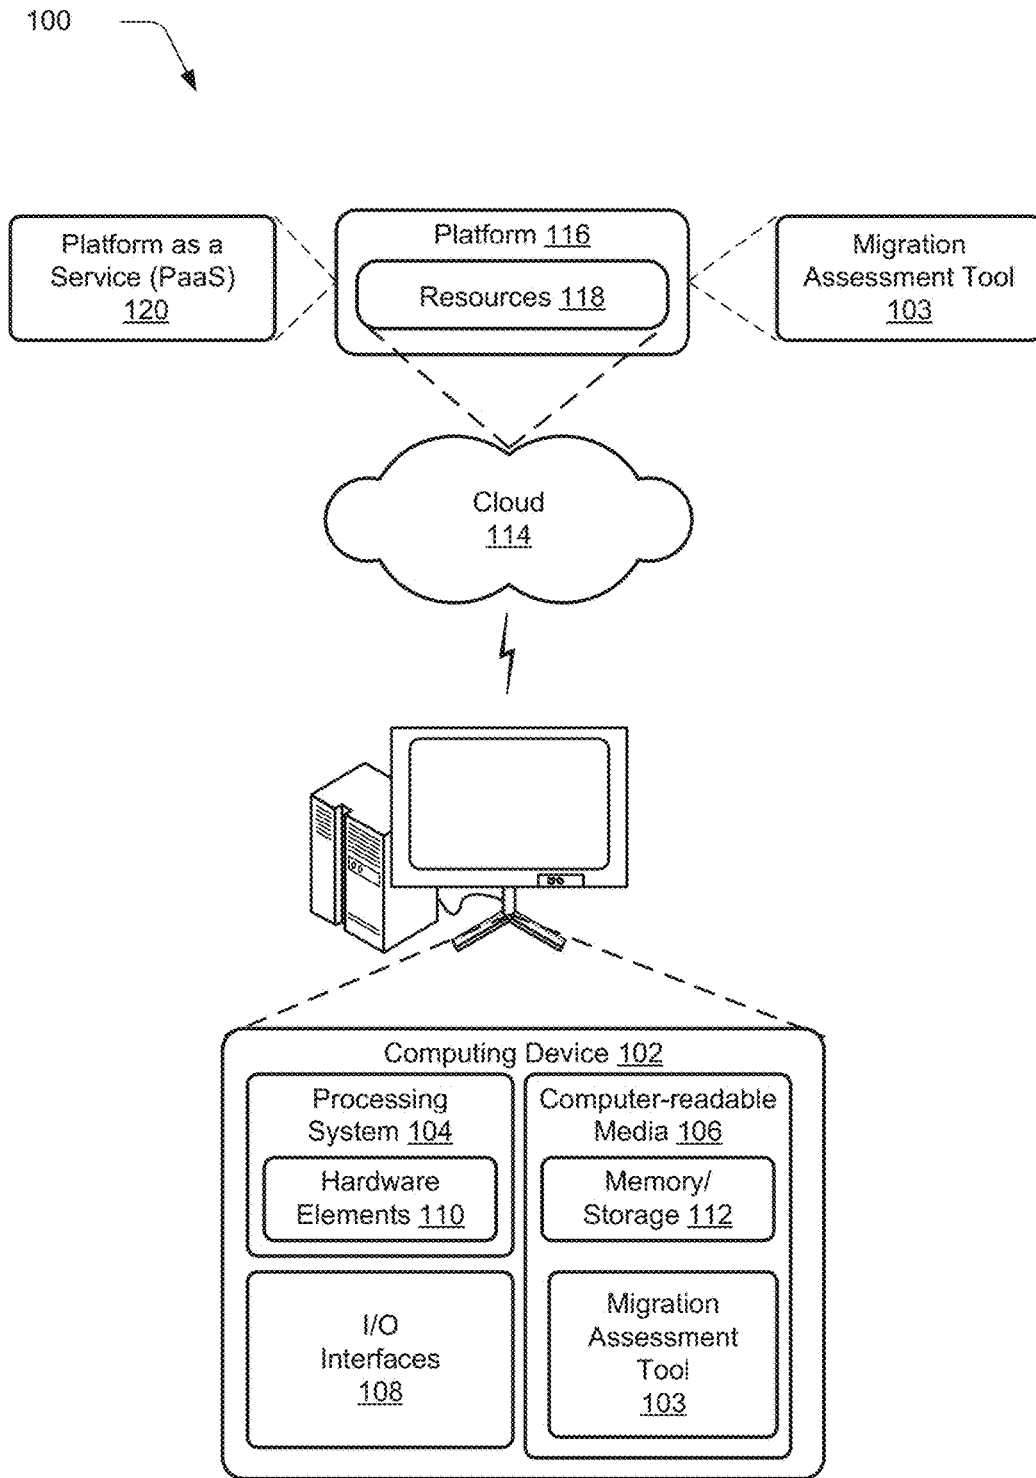 100
Platform as a
Service (PaaS)
120
Platform 116
Resources 118
Migration
Assessment Tool
103
Cloud
114
Computing Device 102
Processing
System 104
Hardware
Elements 110
Computer-readable
Media 106
Memory/
Storage 112
I/O
Interfaces
108
Migration
Assessment
Tool
103